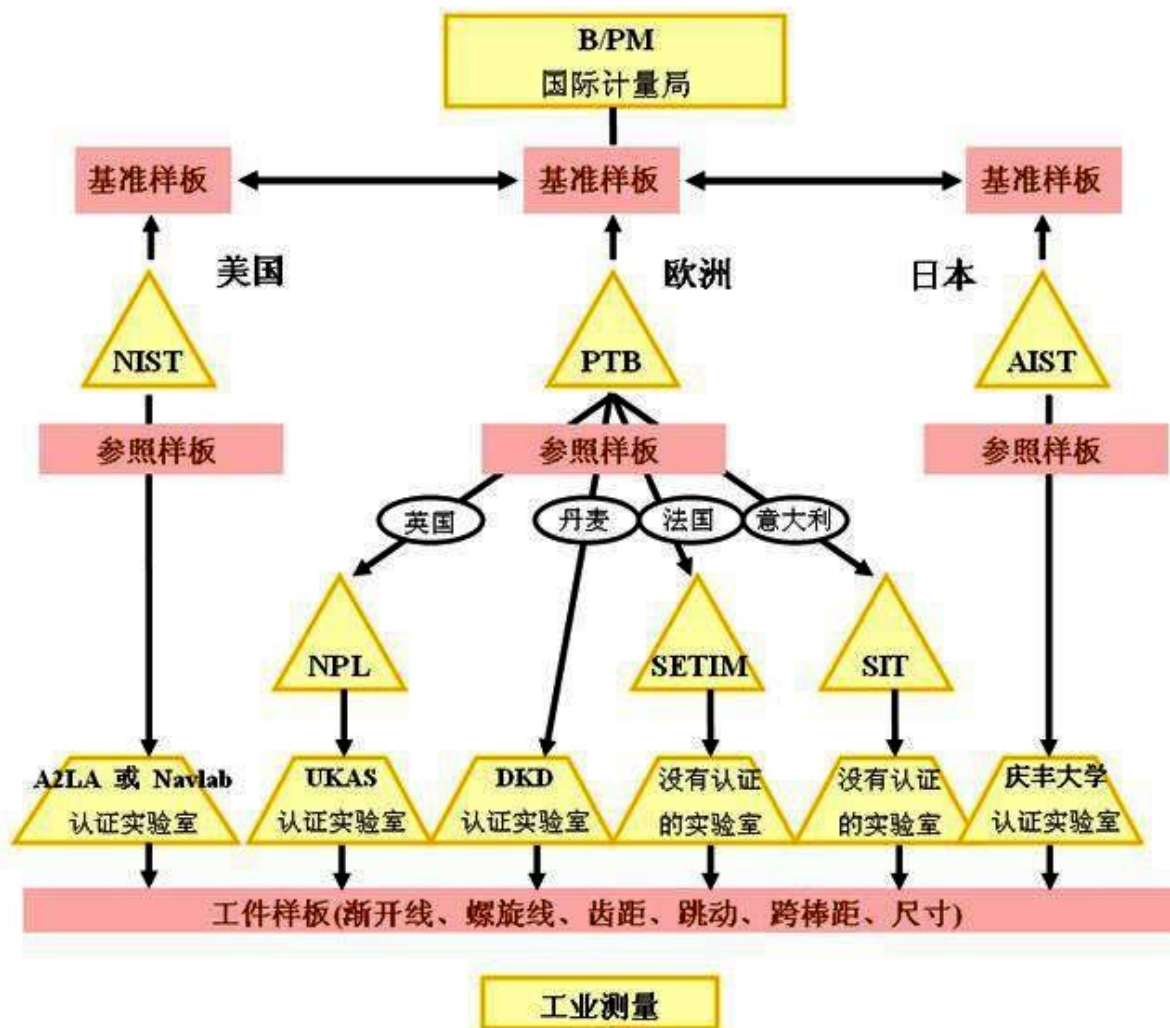 B/PM
国际计量局
基准样板
基准样板
基准样板
美国
欧洲
日本
NIST
PTB
AIST
参照样板
参照样板
参照样板
英国
丹麦
法国
意大利
NPL
SETIM
SIT
A2LA 或 Navlab
认证实验室
UKAS
认证实验室
DKD
认证实验室
没有认证
的实验室
没有认证
的实验室
庆丰大学
认证实验室
工件样板(渐开线、螺旋线、齿距、跳动、跨棒距、尺寸)
工业测量